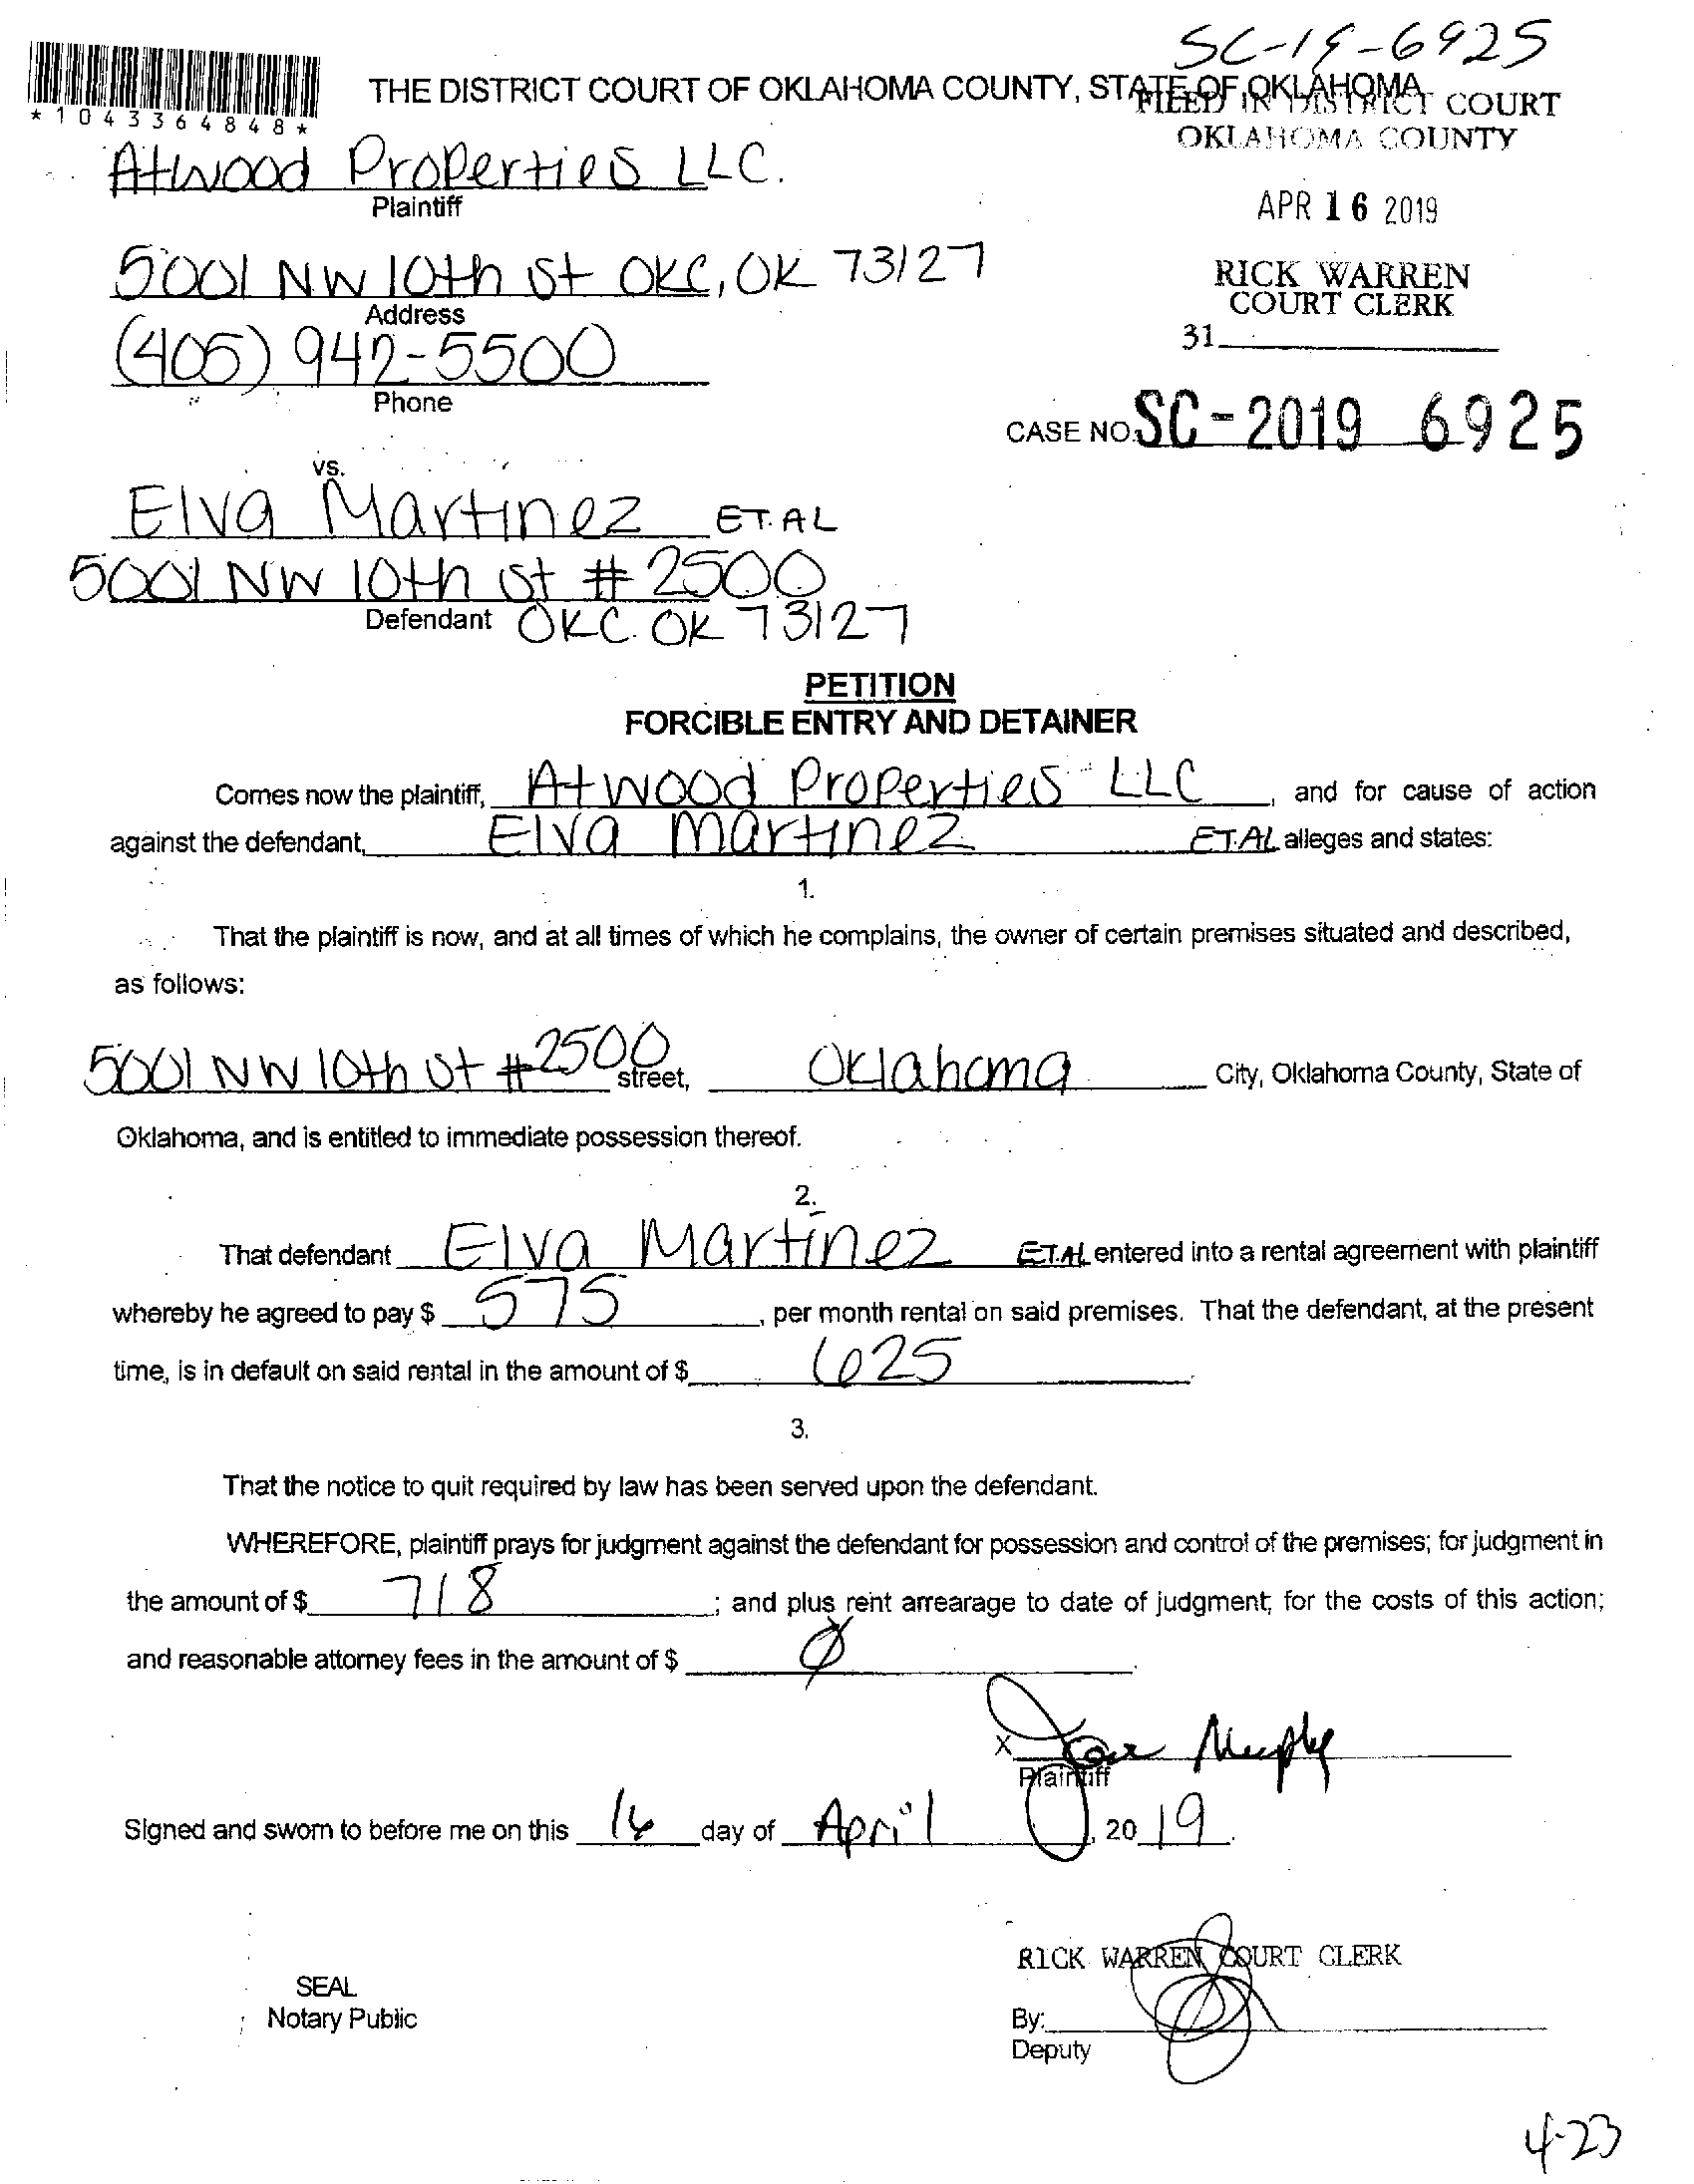 SC-19-6925
*1043364848*
THE DISTRICT COURT OF OKLAHOMA COUNTY, STATE OF OKLAHOMA
FILED IN DISTRICT COURT
OKLAHOMA COUNTY
Atwood Properties LLC.
Plaintiff
APR 16 2019
5001 NW 10th St OKC, OK 73127
Address
RICK WARREN
COURT CLERK
31
(405) 942-5500
Phone
CASE NO. SC-2019 6925
vs.
Elva Martinez ET. AL
5001 NW 10th St # 2500
Defendant OKC. OK 73127
PETITION
FORCIBLE ENTRY AND DETAINER
Comes now the plaintiff, Atwood Properties LLC, and for cause of action
against the defendant, Elva Martinez ET.AL alleges and states:
1.
That the plaintiff is now, and at all times of which he complains, the owner of certain premises situated and described,
as follows:
5001 NW 10th St #2500 street, Oklahoma City, Oklahoma County, State of
Oklahoma, and is entitled to immediate possession thereof.
2.
That defendant Elva Martinez ET.AL entered into a rental agreement with plaintiff
whereby he agreed to pay $ 575, per month rental on said premises. That the defendant, at the present
time, is in default on said rental in the amount of $ 625.
3.
That the notice to quit required by law has been served upon the defendant.
WHEREFORE, plaintiff prays for judgment against the defendant for possession and control of the premises; for judgment in
the amount of $ 718; and plus rent arrearage to date of judgment; for the costs of this action;
and reasonable attorney fees in the amount of $ Ø.
X Murphy
Plaintiff
Signed and sworn to before me on this 16 day of April, 20 19.
RICK WARREN COURT CLERK
SEAL
Notary Public
By:
Deputy
4-23